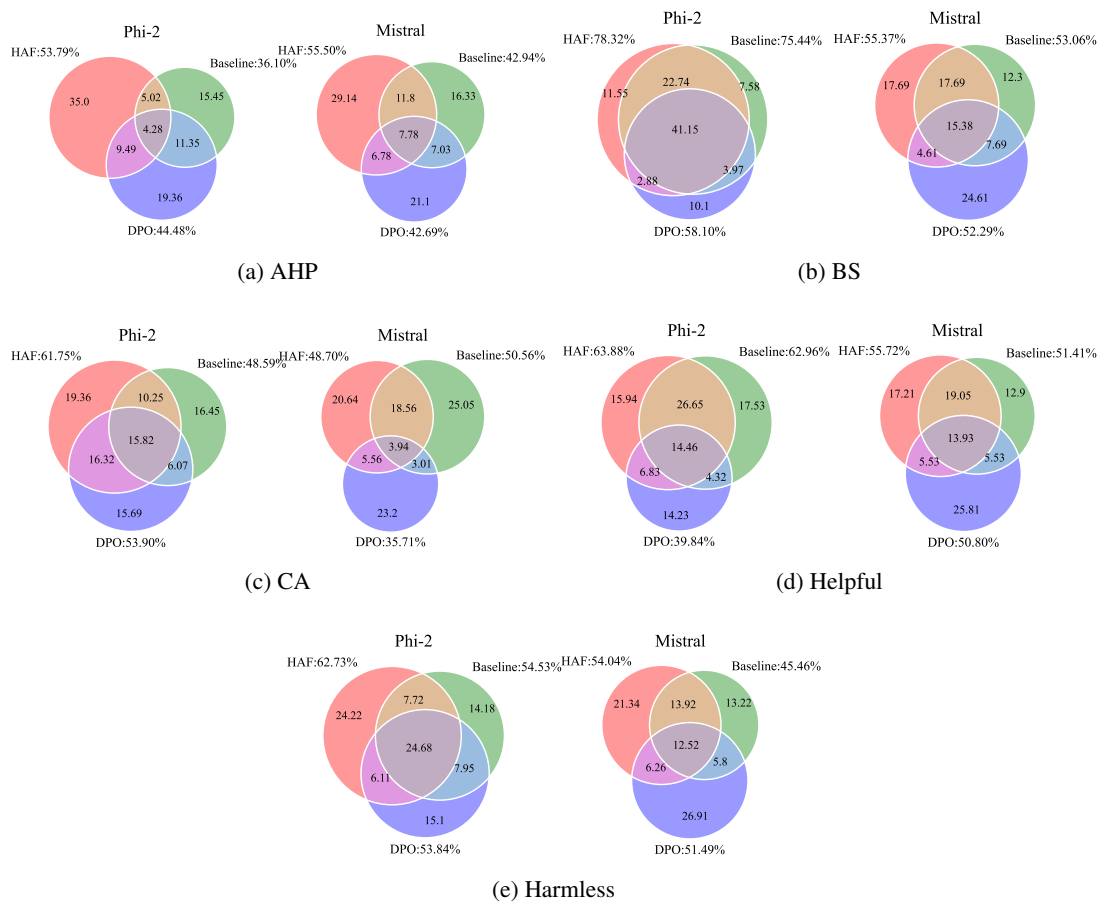 Phi-2
HAF:53.79%
Baseline:36.10%
35.0
5.02
15.45
4.28
9.49
11.35
19.36
DPO:44.48%
Mistral
HAF:55.50%
Baseline:42.94%
29.14
11.8
16.33
7.78
6.78
7.03
21.1
DPO:42.69%
(a) AHP
Phi-2
HAF:78.32%
Baseline:75.44%
11.55
22.74
7.58
41.15
2.88
3.97
10.1
DPO:58.10%
Mistral
HAF:55.37%
Baseline:53.06%
17.69
17.69
12.3
15.38
4.61
7.69
24.61
DPO:52.29%
(b) BS
Phi-2
HAF:61.75%
Baseline:48.59%
19.36
10.25
16.45
15.82
16.32
6.07
15.69
DPO:53.90%
Mistral
HAF:48.70%
Baseline:50.56%
20.64
18.56
25.05
3.94
5.56
3.01
23.2
DPO:35.71%
(c) CA
Phi-2
HAF:63.88%
Baseline:62.96%
15.94
26.65
17.53
14.46
6.83
4.32
14.23
DPO:39.84%
Mistral
HAF:55.72%
Baseline:51.41%
17.21
19.05
12.9
13.93
5.53
5.53
25.81
DPO:50.80%
(d) Helpful
Phi-2
HAF:62.73%
Baseline:54.53%
24.22
7.72
14.18
24.68
6.11
7.95
15.1
DPO:53.84%
Mistral
HAF:54.04%
Baseline:45.46%
21.34
13.92
13.22
12.52
6.26
5.8
26.91
DPO:51.49%
(e) Harmless